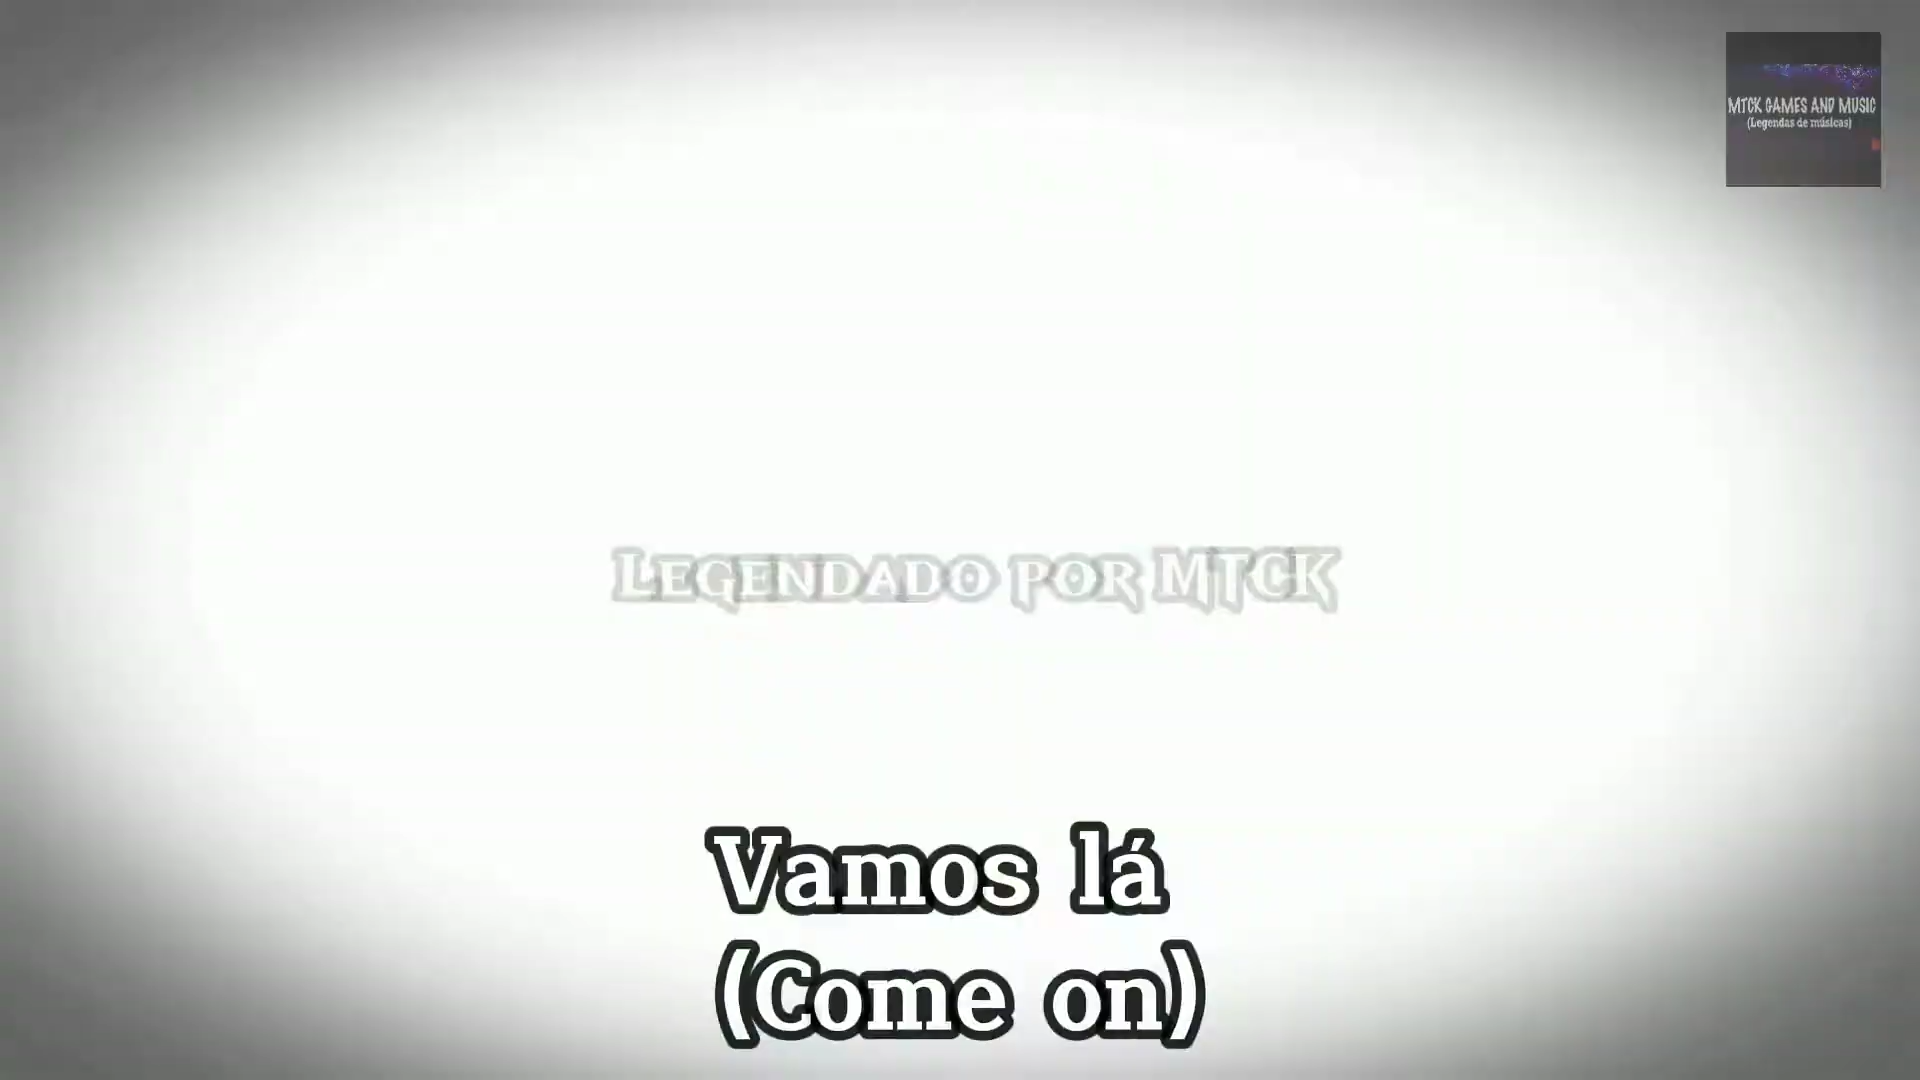 MTCK GAMES AND MUSIC
(Legendas de músicas)
Legendado por MTCK
Vamos lá
(Come on)